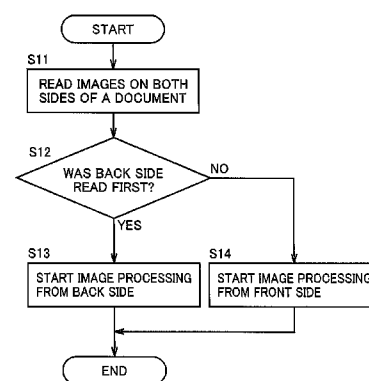 START
S11
READ IMAGES ON BOTH
SIDES OF A DOCUMENT
S12
WAS BACK SIDE
READ FIRST?
NO
YES
S13
START IMAGE PROCESSING
FROM BACK SIDE
S14
START IMAGE PROCESSING
FROM FRONT SIDE
END